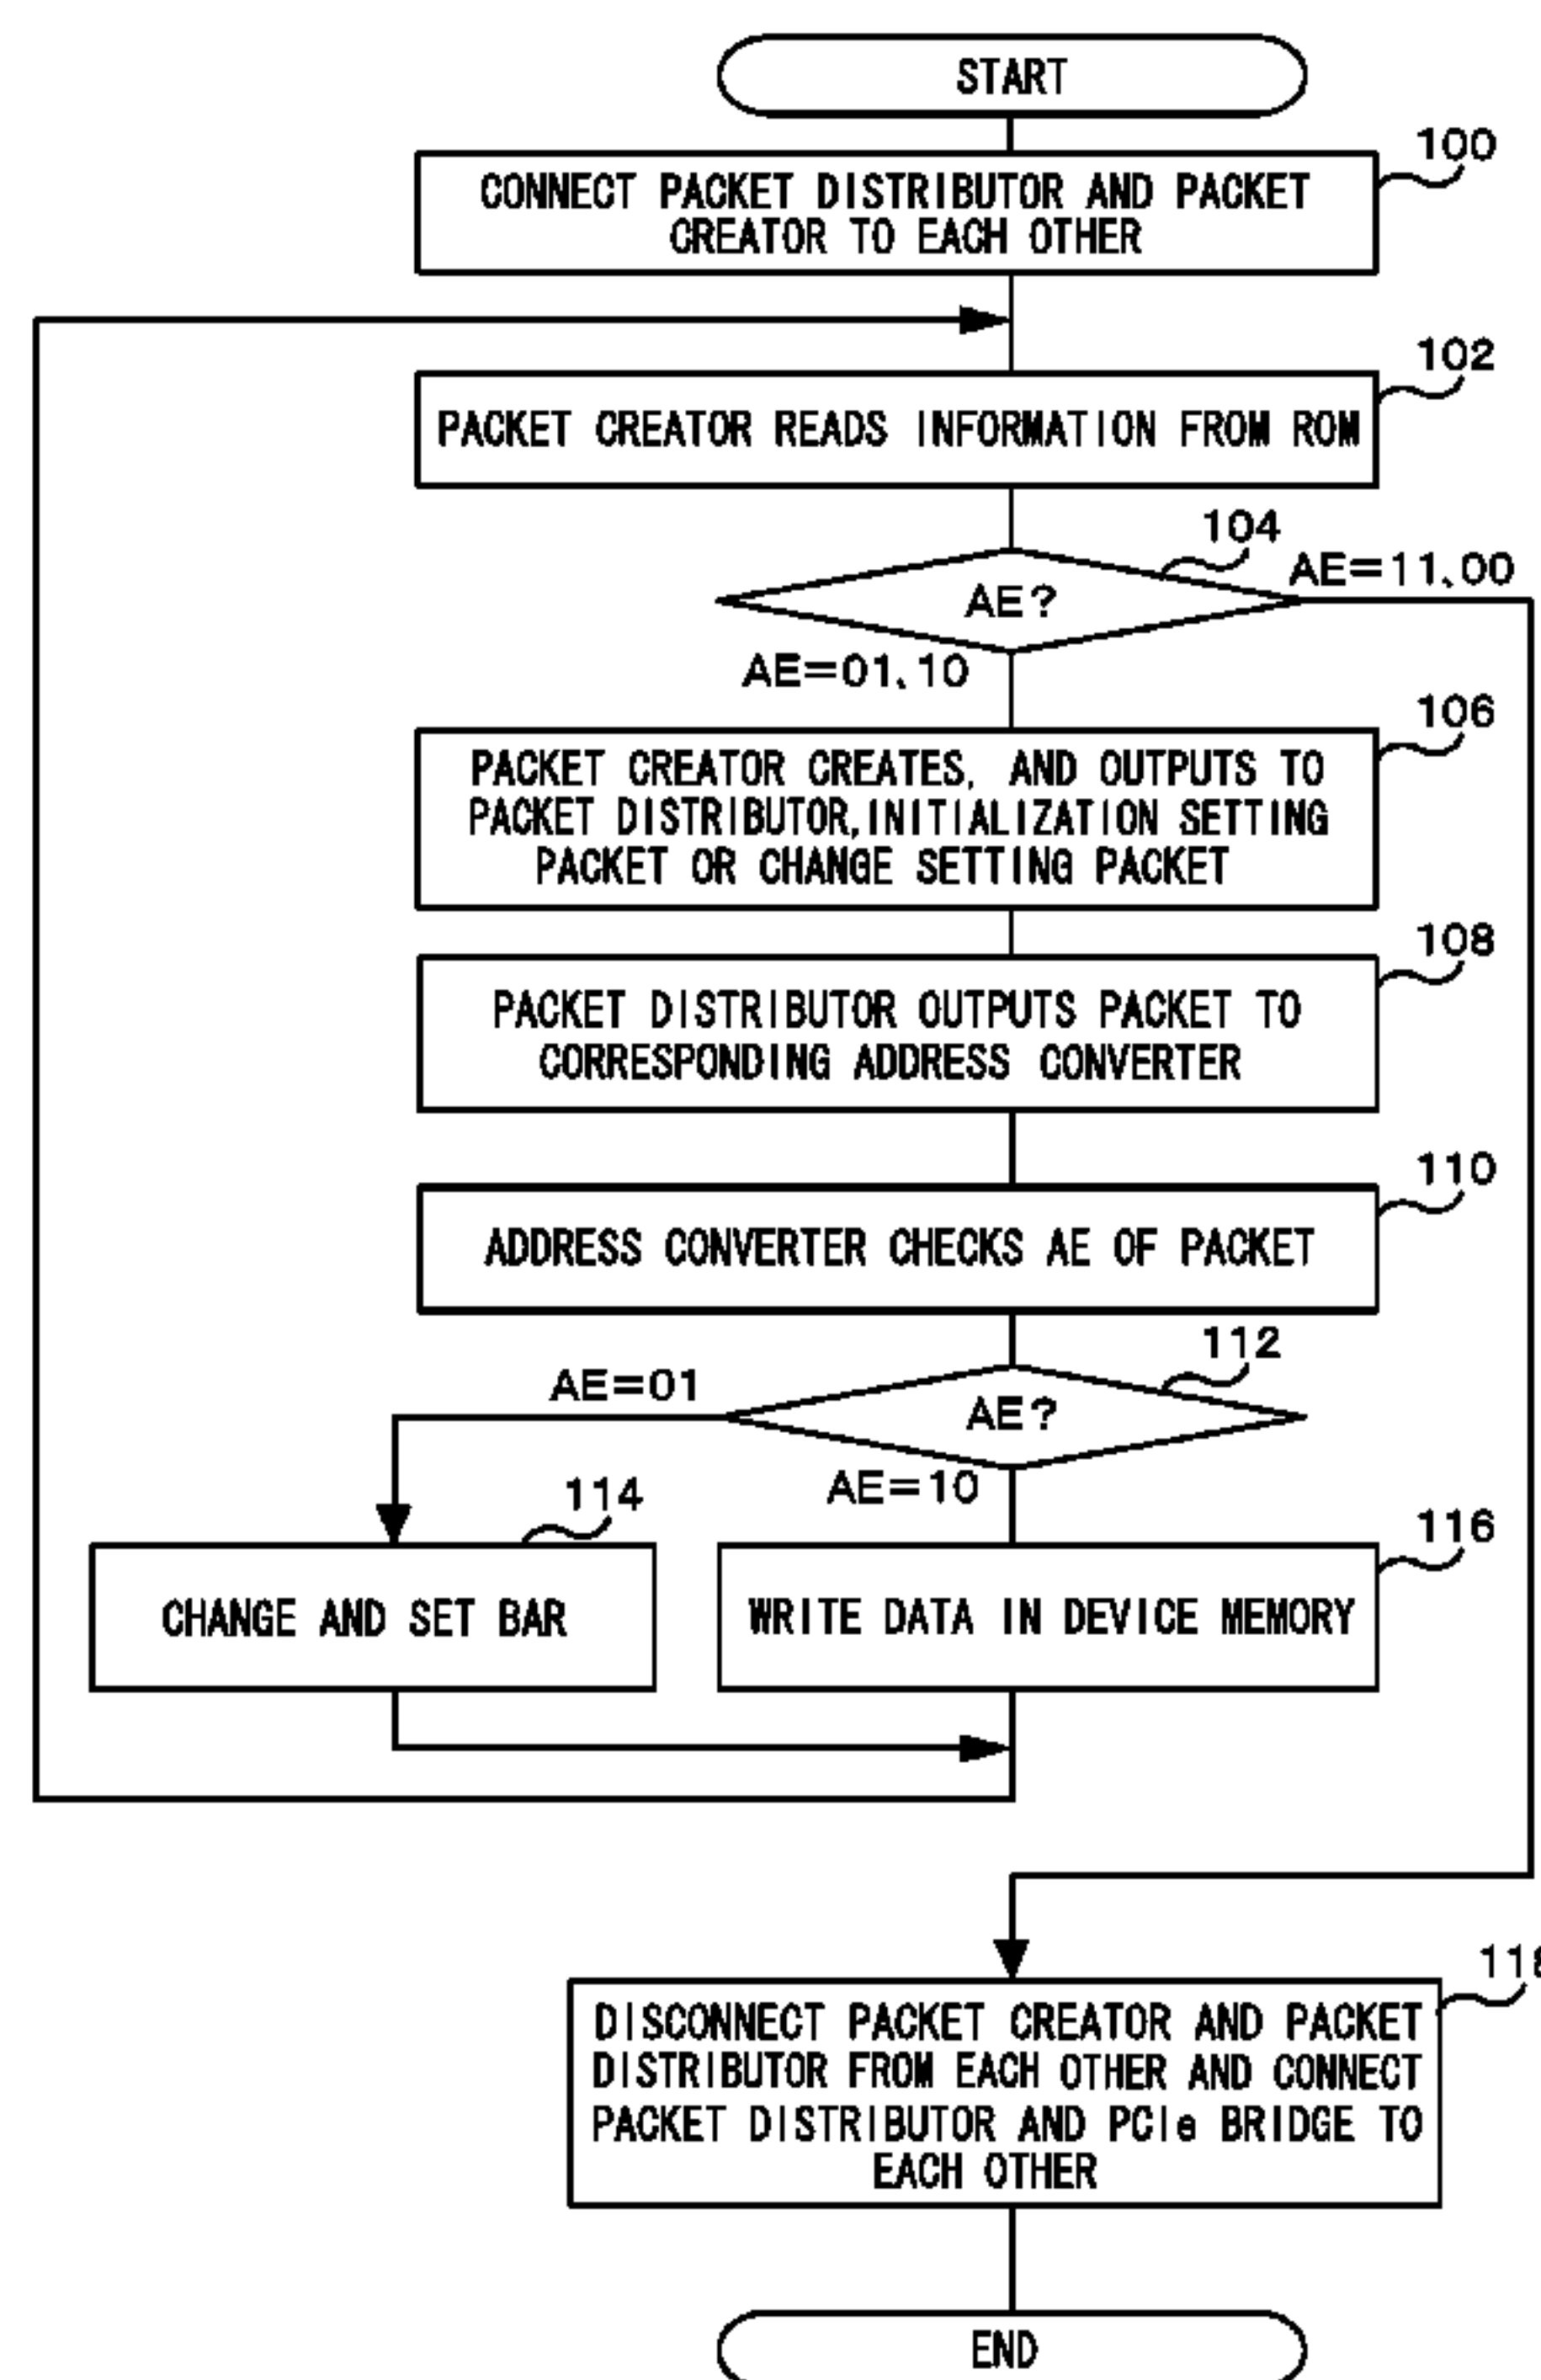 START
100
CONNECT PACKET DISTRIBUTOR AND PACKET
CREATOR TO EACH OTHER
102
PACKET CREATOR READS INFORMATION FROM ROM
104
AE=11,00
AE?
AE=01,10
106
PACKET CREATOR CREATES, AND OUTPUTS TO
PACKET DISTRIBUTOR,INITIALIZATION SETTING
PACKET OR CHANGE SETTING PACKET
108
PACKET DISTRIBUTOR OUTPUTS PACKET TO
CORRESPONDING ADDRESS CONVERTER
110
ADDRESS CONVERTER CHECKS AE OF PACKET
112
AE=01
AE?
AE=10
114
116
CHANGE AND SET BAR
WRITE DATA IN DEVICE MEMORY
118
DISCONNECT PACKET CREATOR AND PACKET
DISTRIBUTOR FROM EACH OTHER AND CONNECT
PACKET DISTRIBUTOR AND PCIe BRIDGE TO
EACH OTHER
END